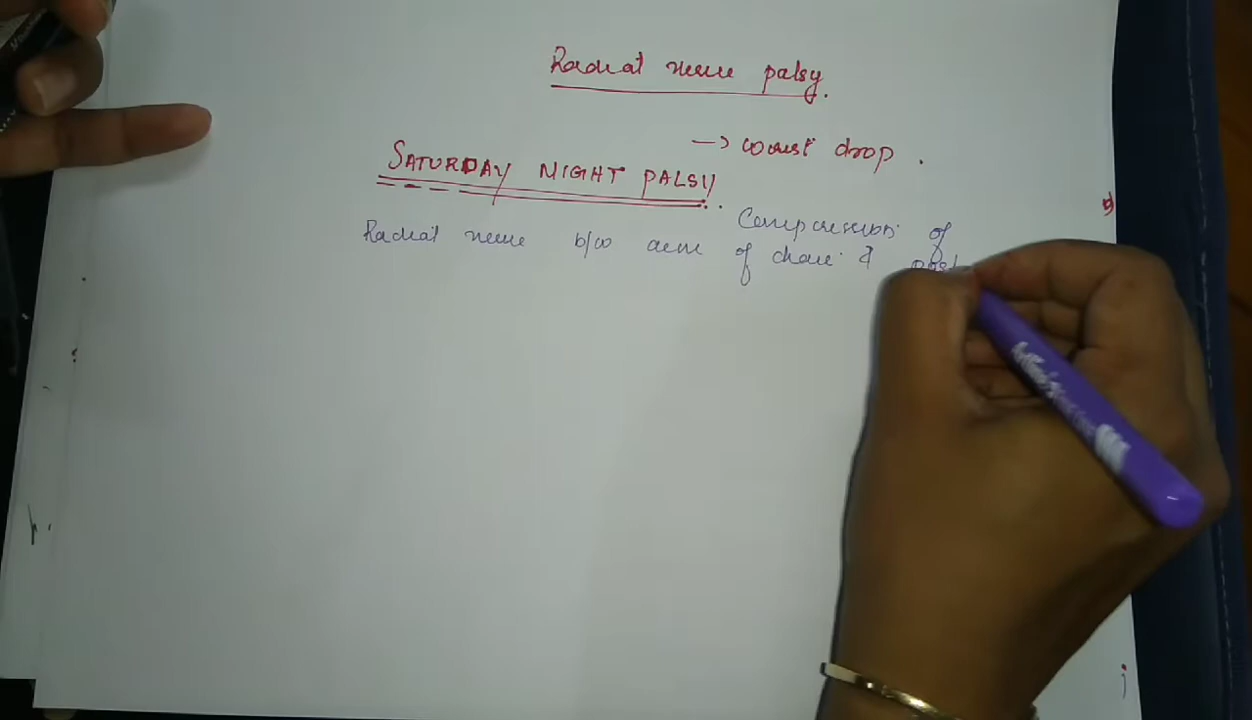 Radial nerve palsy.
→ wrist drop.
SATURDAY NIGHT PALSY.
Compression of
Radial nerve b/w arm of chair &